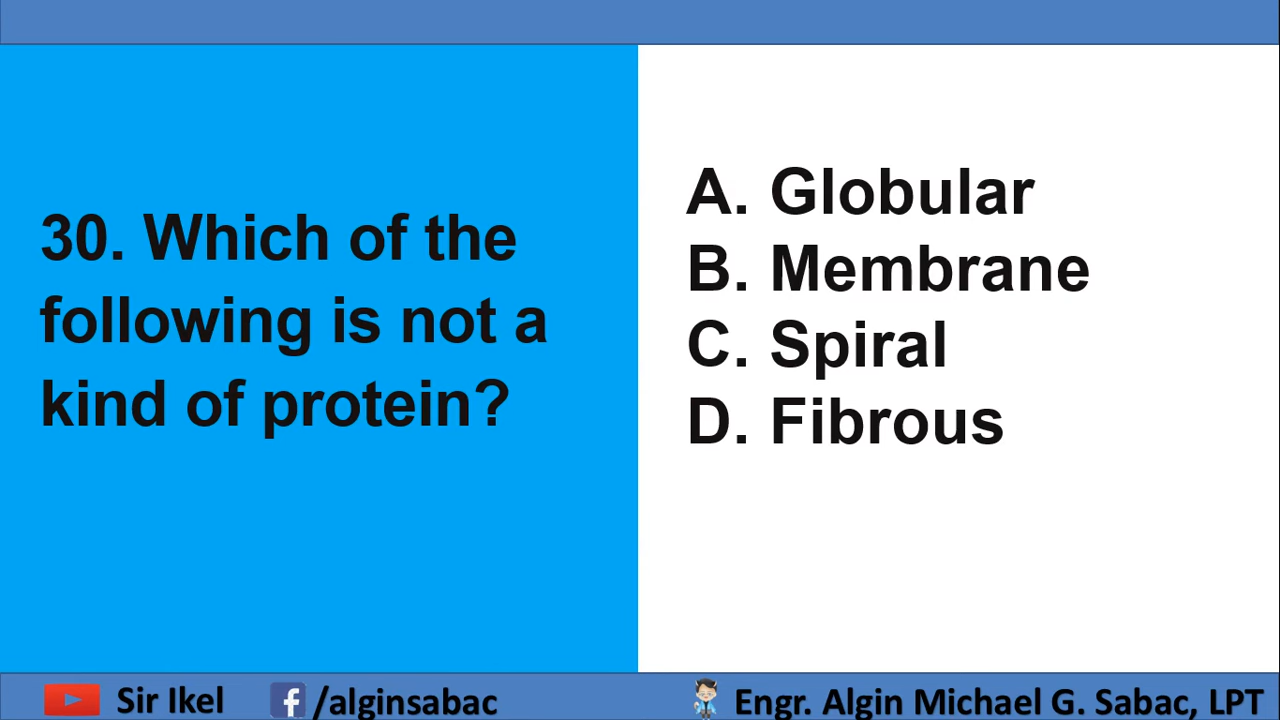 30. Which of the
following is not a
kind of protein?
A. Globular
B. Membrane
C. Spiral
D. Fibrous
Sir Ikel
/alginsabac
Engr. Algin Michael G. Sabac, LPT